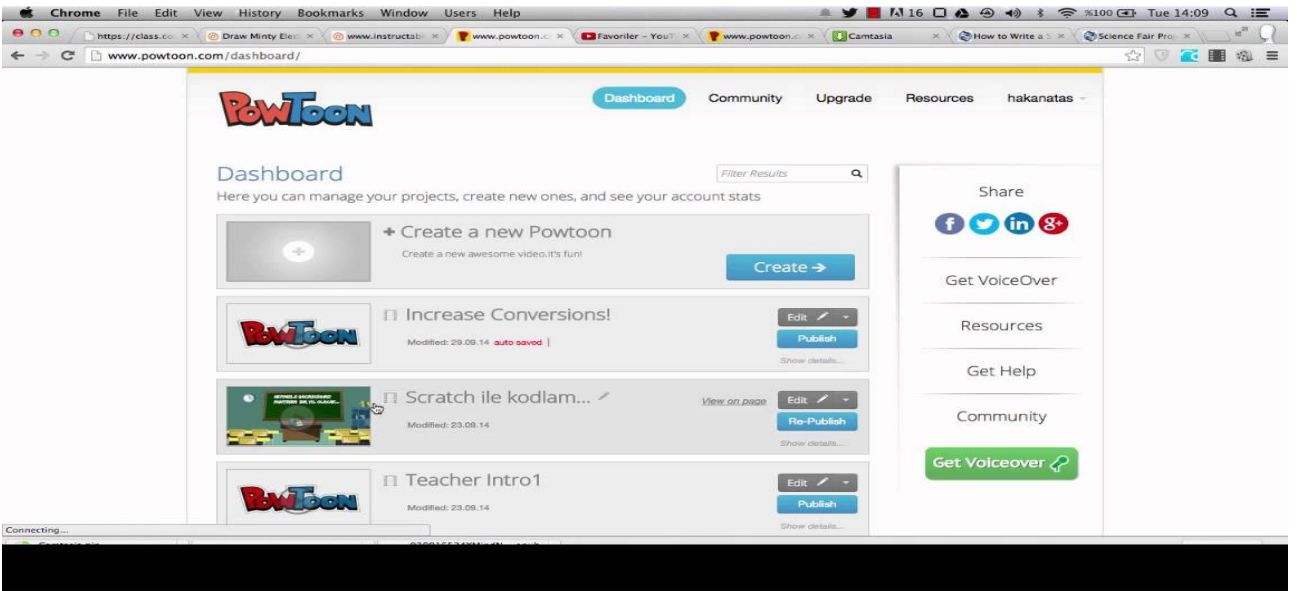 Chrome File Edit View History Bookmarks Window Users Help 16 %100 Tue 14:09
https://class.co Draw Minty Elec www.instructabl www.powtoon.c Favoriler - YouT www.powtoon.c Camtasia How to Write a S Science Fair Pro
www.powtoon.com/dashboard/
PowToon
Dashboard Community Upgrade Resources hakanatas
Dashboard
Filter Results
Here you can manage your projects, create new ones, and see your account stats
+ Create a new Powtoon
Create a new awesome video.It's fun!
Create
PowToon
Increase Conversions!
Modified: 29.09.14 auto saved |
Edit
Publish
Show details...
Scratch ile kodlam...
Modified: 23.09.14
View on page
Edit
Re-Publish
Show details...
PowToon
Teacher Intro1
Modified: 23.09.14
Edit
Publish
Show details...
Share
Get VoiceOver
Resources
Get Help
Community
Get Voiceover
Connecting...